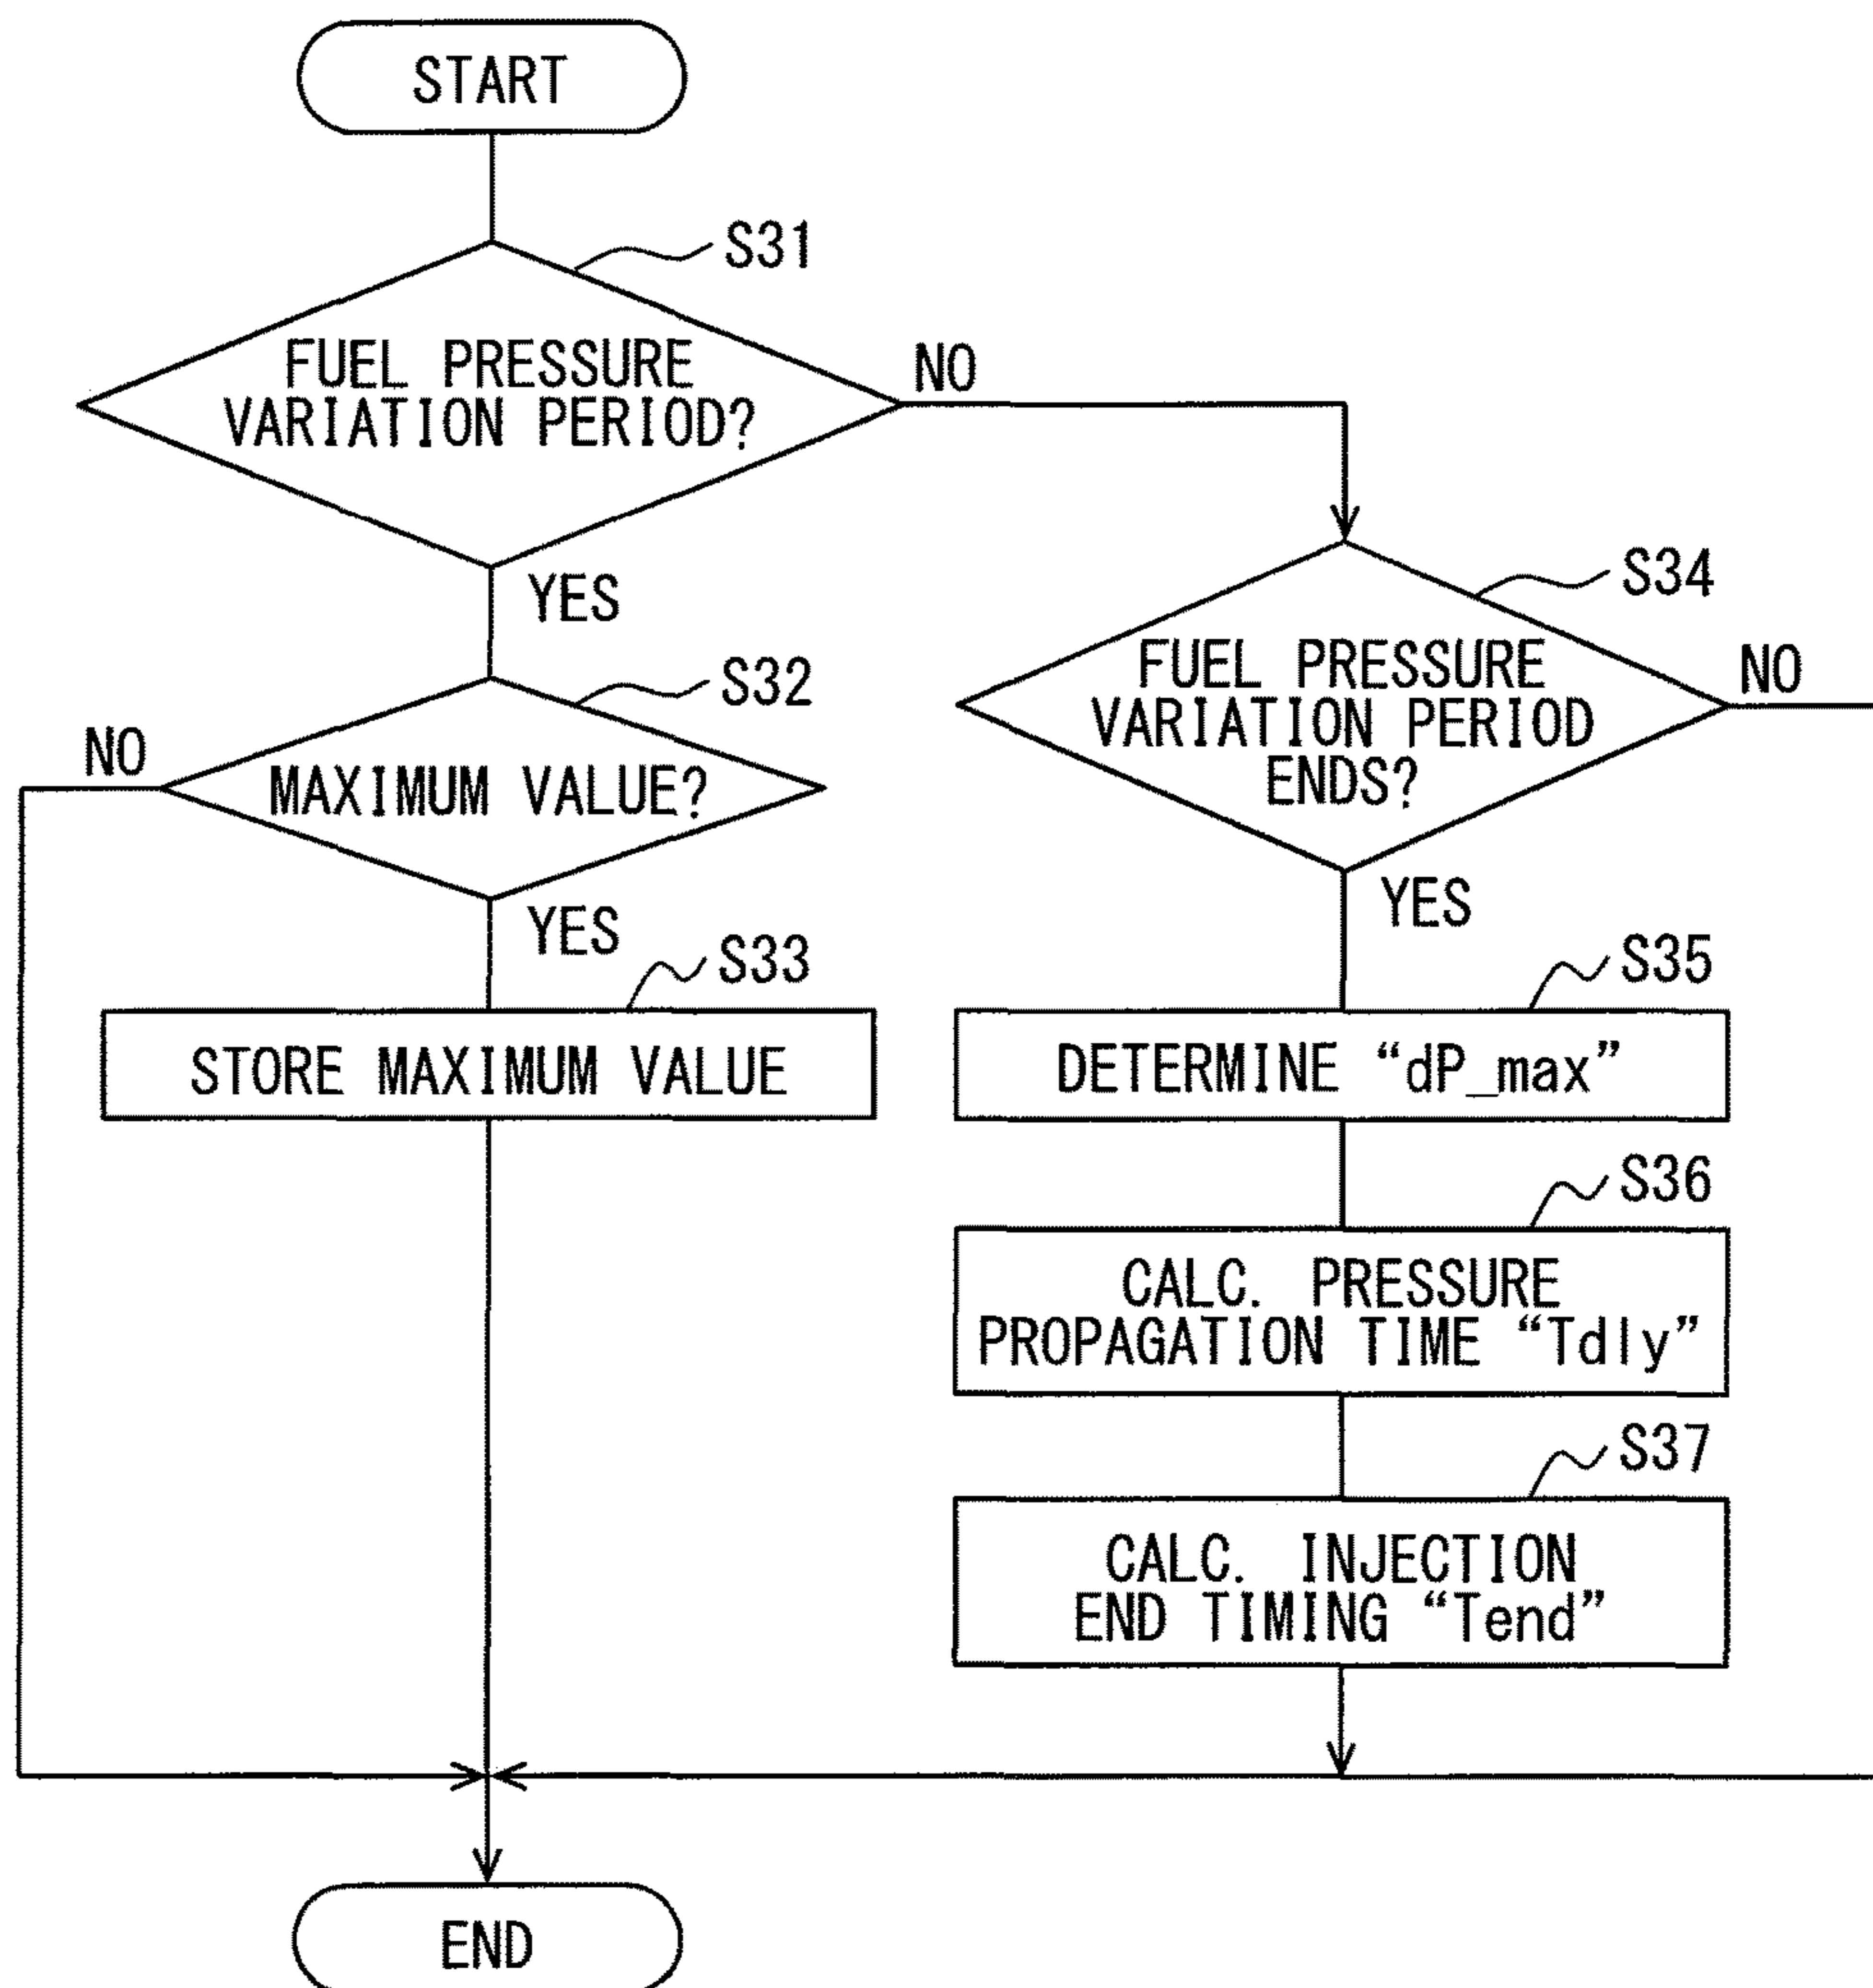 START
S31
FUEL PRESSURE
VARIATION PERIOD?
NO
YES
S32
NO
MAXIMUM VALUE?
YES
S33
STORE MAXIMUM VALUE
S34
FUEL PRESSURE
VARIATION PERIOD
ENDS?
NO
YES
S35
DETERMINE “dP_max”
S36
CALC. PRESSURE
PROPAGATION TIME “Tdly”
S37
CALC. INJECTION
END TIMING “Tend”
END